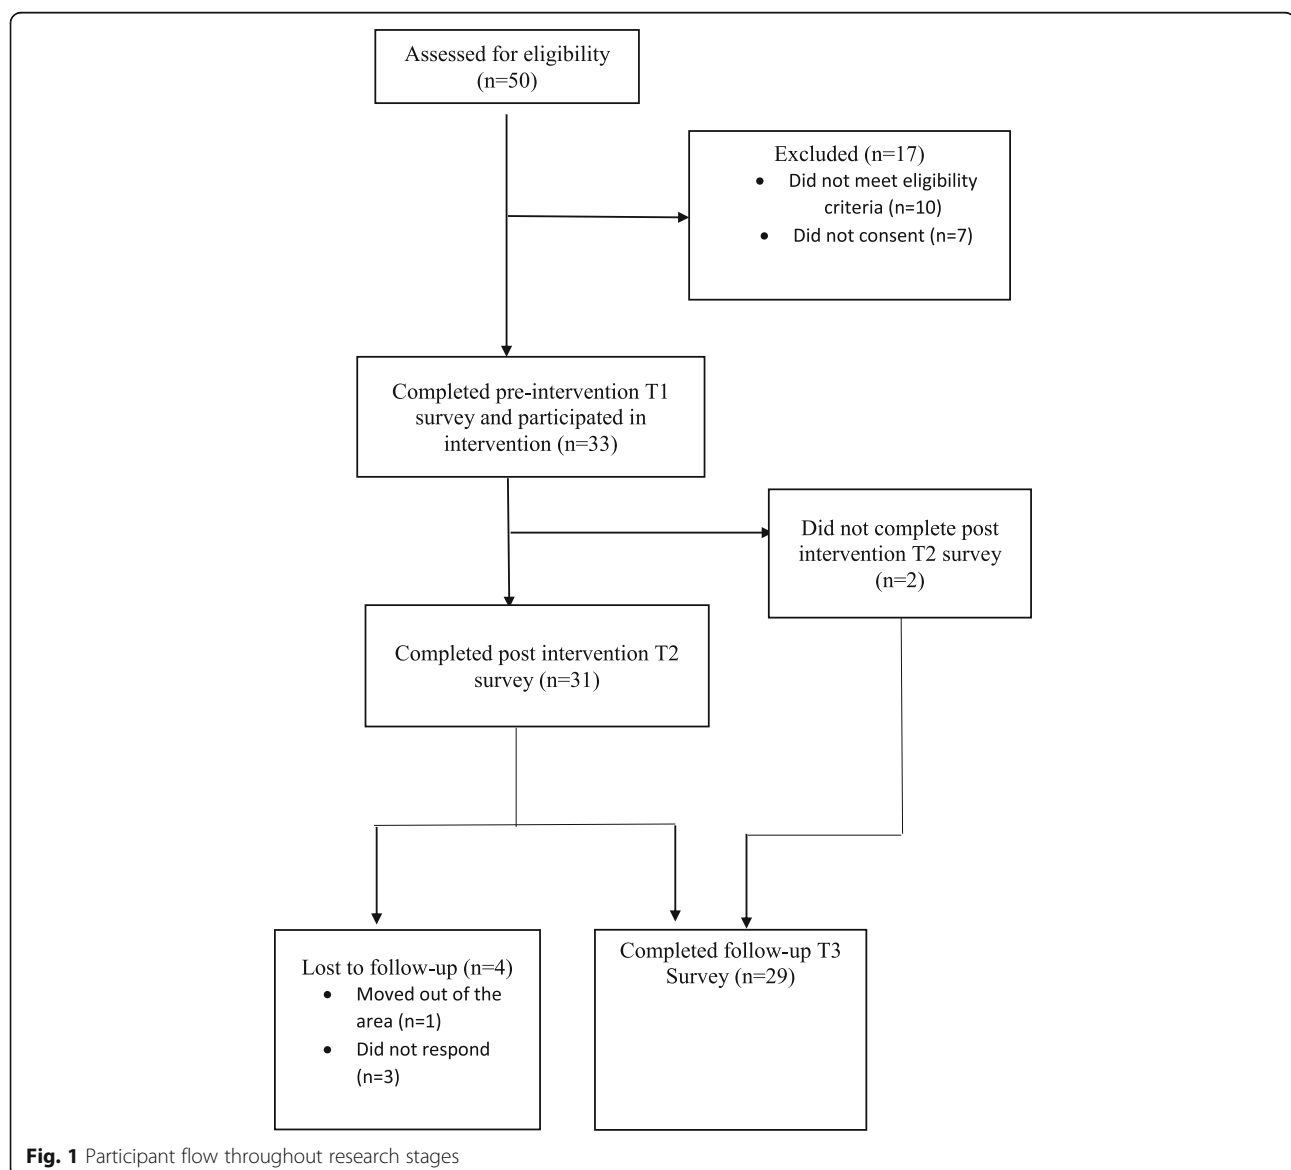 Assessed for eligibility
(n=50)
Excluded (n=17)
• Did not meet eligibility
criteria (n=10)
• Did not consent (n=7)
Completed pre-intervention T1
survey and participated in
intervention (n=33)
Did not complete post
intervention T2 survey
(n=2)
Completed post intervention T2
survey (n=31)
Lost to follow-up (n=4)
• Moved out of the
area (n=1)
• Did not respond
(n=3)
Completed follow-up T3
Survey (n=29)
Fig. 1 Participant flow throughout research stages